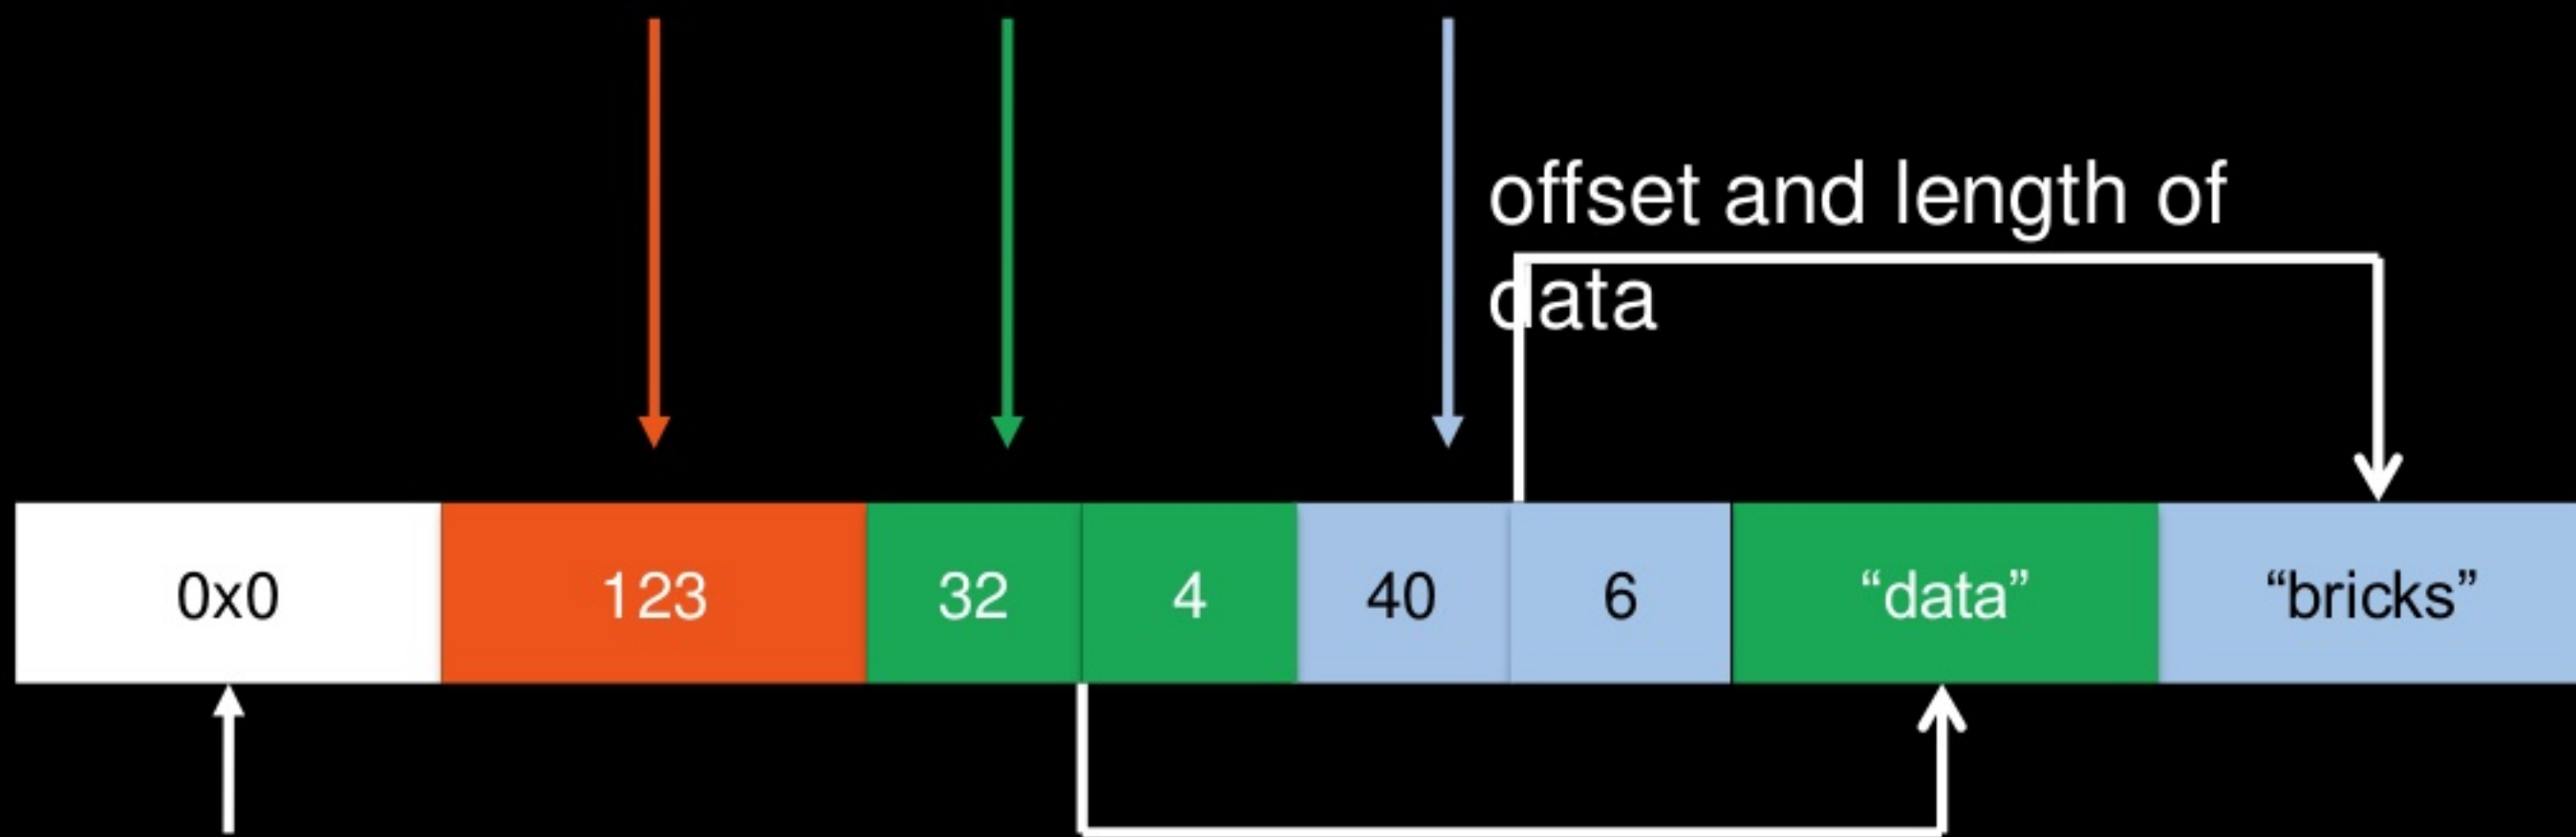 offset and length of
data
0x0 123 32 4 40 6 “data” “bricks”